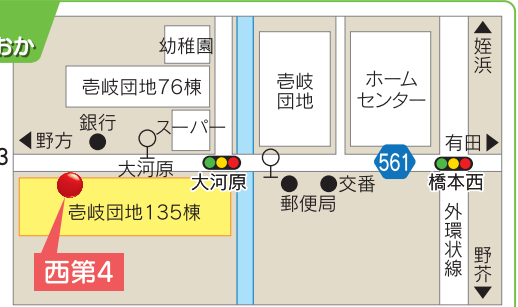 おか
幼稚園
壱岐団地76棟
壱岐
団地
ホーム
センター
姪浜
銀行
スーパー
野方
有田
3
大河原
大河原
561
橋本西
郵便局
交番
壱岐団地135棟
外環状線
野芥
西第4